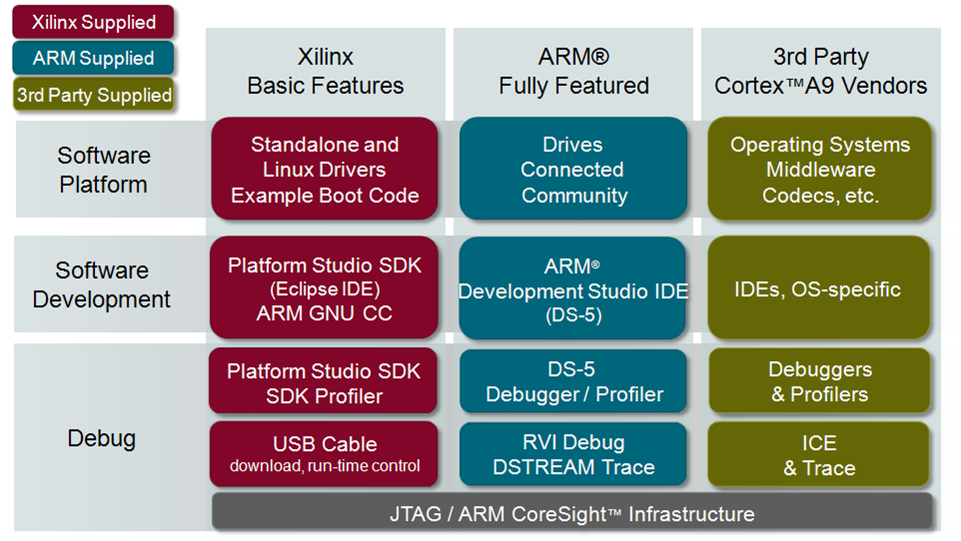 Xilinx Supplied
ARM Supplied
3rd Party Supplied
Xilinx
Basic Features
ARM®
Fully Featured
3rd Party
Cortex™A9 Vendors
Software
Platform
Standalone and
Linux Drivers
Example Boot Code
Drives
Connected
Community
Operating Systems
Middleware
Codecs, etc.
Software
Development
Platform Studio SDK
(Eclipse IDE)
ARM GNU CC
ARM®
Development Studio IDE
(DS-5)
IDEs, OS-specific
Debug
Platform Studio SDK
SDK Profiler
DS-5
Debugger / Profiler
Debuggers
& Profilers
USB Cable
download, run-time control
RVI Debug
DSTREAM Trace
ICE
& Trace
JTAG / ARM CoreSight™ Infrastructure